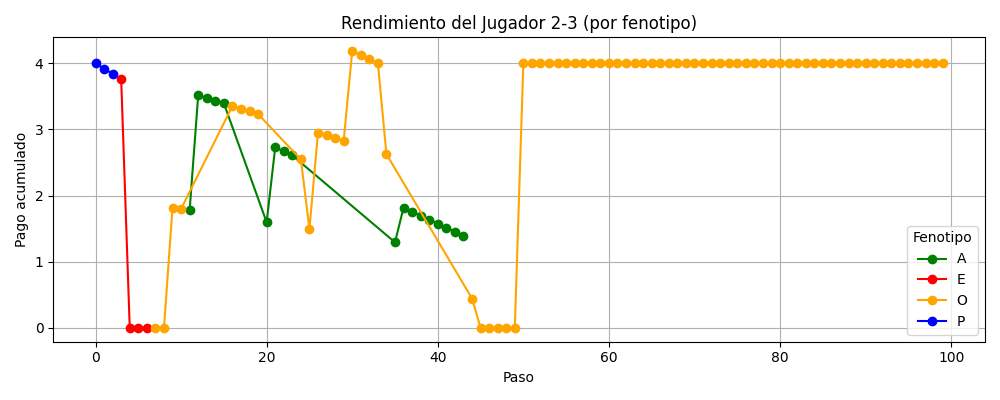 Rendimiento del Jugador 2-3 (por fenotipo)
Pago acumulado
4
3
2
1
0
0
20
40
60
80
100
Paso
Fenotipo
A
E
O
P